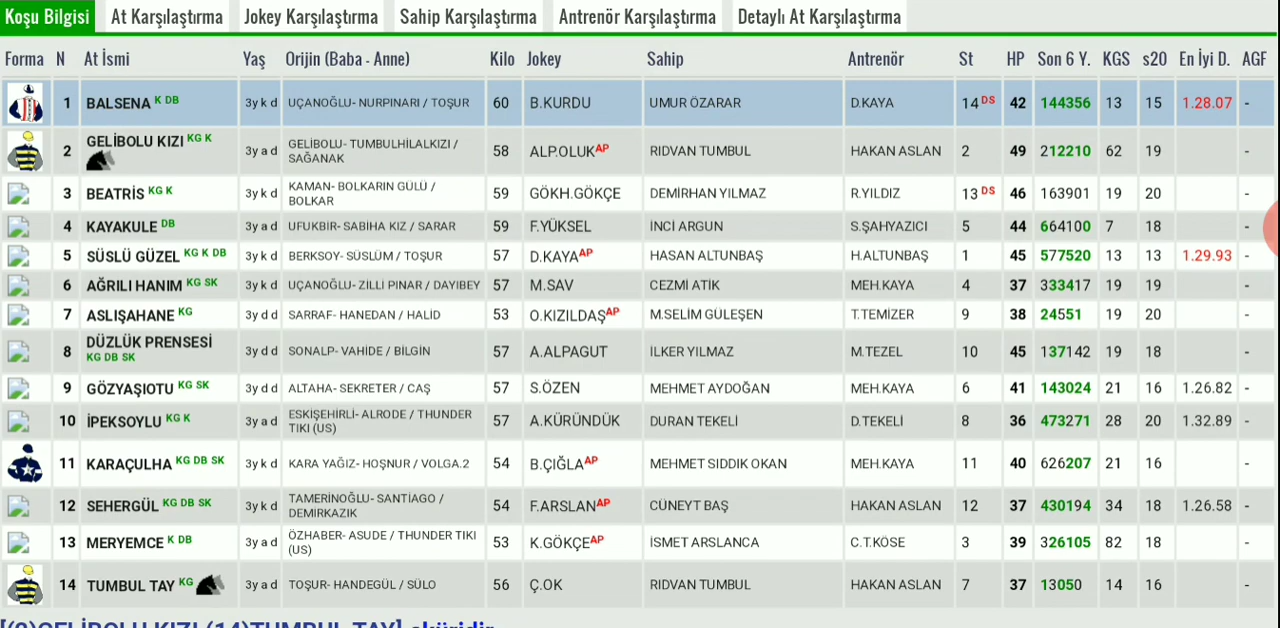 Koşu Bilgisi At Karşılaştırma Jokey Karşılaştırma Sahip Karşılaştırma Antrenör Karşılaştırma Detaylı At Karşılaştırma
Forma N At İsmi Yaş Orijin (Baba - Anne) Kilo Jokey Sahip Antrenör St HP Son 6 Y. KGS s20 En İyi D. AGF
1 BALSENA K DB 3y k d UÇANOĞLU- NURPINARI / TOŞUR 60 B.KURDU UMUR ÖZARAR D.KAYA 14 DS 42 144356 13 15 1.28.07 -
2 GELİBOLU KIZI KG K 3y a d GELİBOLU- TUMBULHİLALKIZI / SAĞANAK 58 ALP.OLUK AP RIDVAN TUMBUL HAKAN ASLAN 2 49 212210 62 19 -
3 BEATRİS KG K 3y k d KAMAN- BOLKARIN GÜLÜ / BOLKAR 59 GÖKH.GÖKÇE DEMİRHAN YILMAZ R.YILDIZ 13 DS 46 163901 19 20 -
4 KAYAKULE DB 3y a d UFUKBİR- SABİHA KIZ / SARAR 59 F.YÜKSEL İNCİ ARGUN S.ŞAHYAZICI 5 44 664100 7 18 -
5 SÜSLÜ GÜZEL KG K DB 3y k d BERKSOY- SÜSLÜM / TOŞUR 57 D.KAYA AP HASAN ALTUNBAŞ H.ALTUNBAŞ 1 45 577520 13 13 1.29.93 -
6 AĞRILI HANIM KG SK 3y k d UÇANOĞLU- ZİLLİ PINAR / DAYIBEY 57 M.SAV CEZMİ ATİK MEH.KAYA 4 37 333417 19 19 -
7 ASLIŞAHANE KG 3y d d SARRAF- HANEDAN / HALİD 53 O.KIZILDAŞ AP M.SELİM GÜLEŞEN T.TEMİZER 9 38 24551 19 20 -
8 DÜZLÜK PRENSESİ KG DB SK 3y d d SONALP- VAHİDE / BİLGİN 57 A.ALPAGUT İLKER YILMAZ M.TEZEL 10 45 137142 19 18 -
9 GÖZYAŞIOTU KG SK 3y d d ALTAHA- SEKRETER / CAŞ 57 S.ÖZEN MEHMET AYDOĞAN MEH.KAYA 6 41 143024 21 16 1.26.82 -
10 İPEKSOYLU KG K 3y a d ESKIŞEHİRLİ- ALRODE / THUNDER TIKI (US) 57 A.KÜRÜNDÜK DURAN TEKELİ D.TEKELİ 8 36 473271 28 20 1.32.89 -
11 KARAÇULHA KG DB SK 3y k d KARA YAĞIZ- HOŞNUR / VOLGA.2 54 B.ÇIĞLA AP MEHMET SIDDIK OKAN MEH.KAYA 11 40 626207 21 16 -
12 SEHERGÜL KG DB SK 3y k d TAMERİNOĞLU- SANTİAGO / DEMIRKAZIK 54 F.ARSLAN AP CÜNEYT BAŞ HAKAN ASLAN 12 37 430194 34 18 1.26.58 -
13 MERYEMCE K DB 3y a d ÖZHABER- ASUDE / THUNDER TIKI (US) 53 K.GÖKÇE AP İSMET ARSLANCA C.T.KÖSE 3 39 326105 82 18 -
14 TUMBUL TAY KG 3y a d TOŞUR- HANDEGÜL / SÜLO 56 Ç.OK RIDVAN TUMBUL HAKAN ASLAN 7 37 13050 14 16 -
[(2)GELİBOLU KIZI,(14)TUMBUL TAY] eküridir.